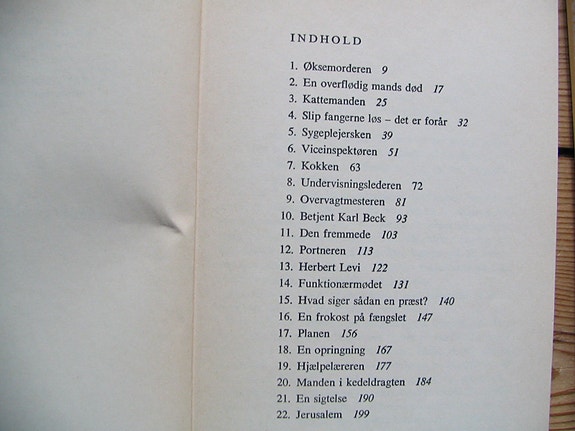 INDHOLD
1. Øksemorderen 9
2. En overflødig mands død 17
3. Kattemanden 25
4. Slip fangerne løs – det er forår 32
5. Sygeplejersken 39
6. Viceinspektøren 51
7. Kokken 63
8. Undervisningslederen 72
9. Overvagtmesteren 81
10. Betjent Karl Beck 93
11. Den fremmede 103
12. Portneren 113
13. Herbert Levi 122
14. Funktionærmødet 131
15. Hvad siger sådan en præst? 140
16. En frokost på fængslet 147
17. Planen 156
18. En opringning 167
19. Hjælpelæreren 177
20. Manden i kedeldragten 184
21. En sigtelse 190
22. Jerusalem 199